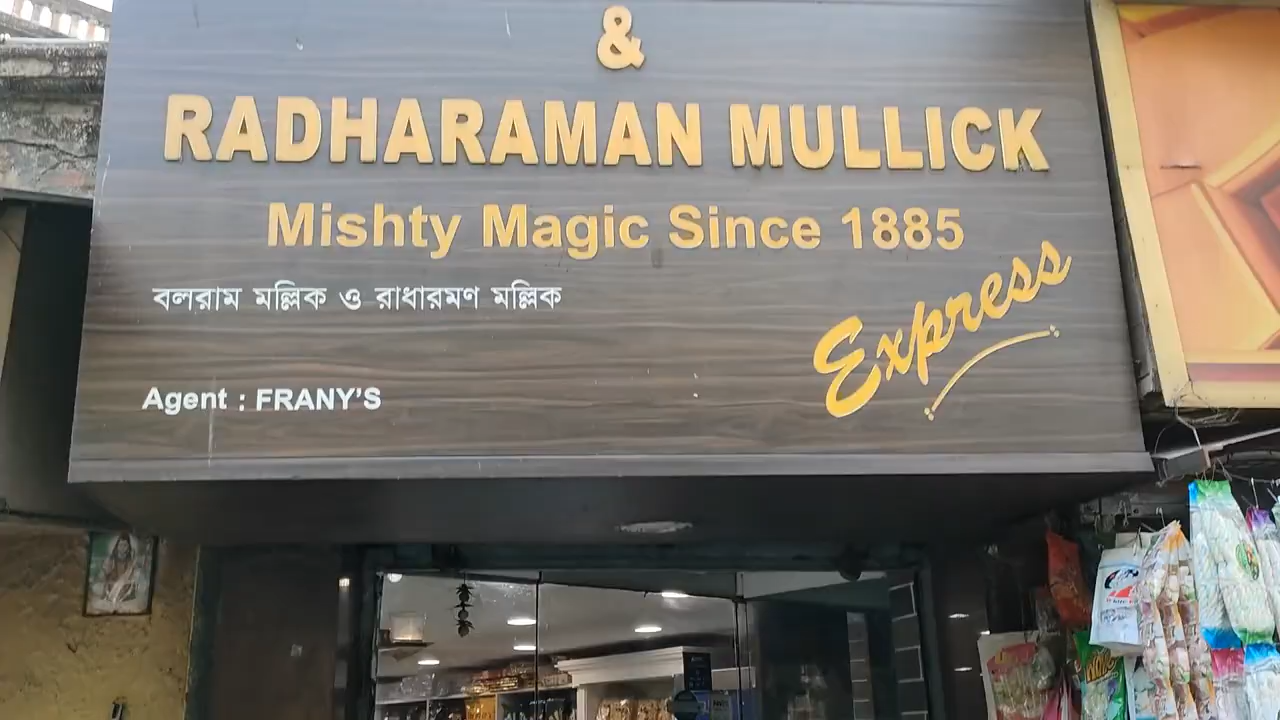 &
RADHARAMAN MULLICK
Mishty Magic Since 1885
বলরাম মল্লিক ও রাধারমণ মল্লিক
Express
Agent : FRANY'S